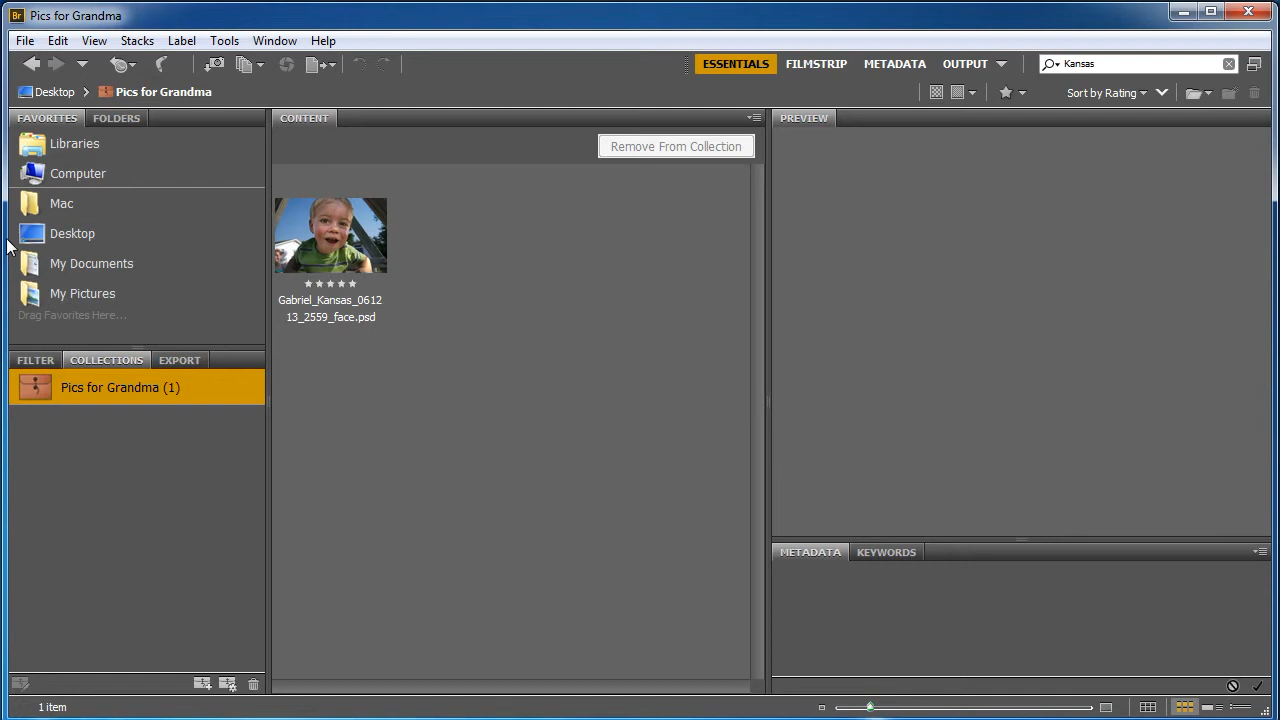 Br Pics for Grandma
File Edit View Stacks Label Tools Window Help
ESSENTIALS FILMSTRIP METADATA OUTPUT Kansas
Desktop Pics for Grandma Sort by Rating
FAVORITES FOLDERS CONTENT PREVIEW
Libraries
Computer
Mac
Desktop
My Documents
My Pictures
Drag Favorites Here...
Remove From Collection
Gabriel_Kansas_0612
13_2559_face.psd
FILTER COLLECTIONS EXPORT
Pics for Grandma (1)
METADATA KEYWORDS
1 item